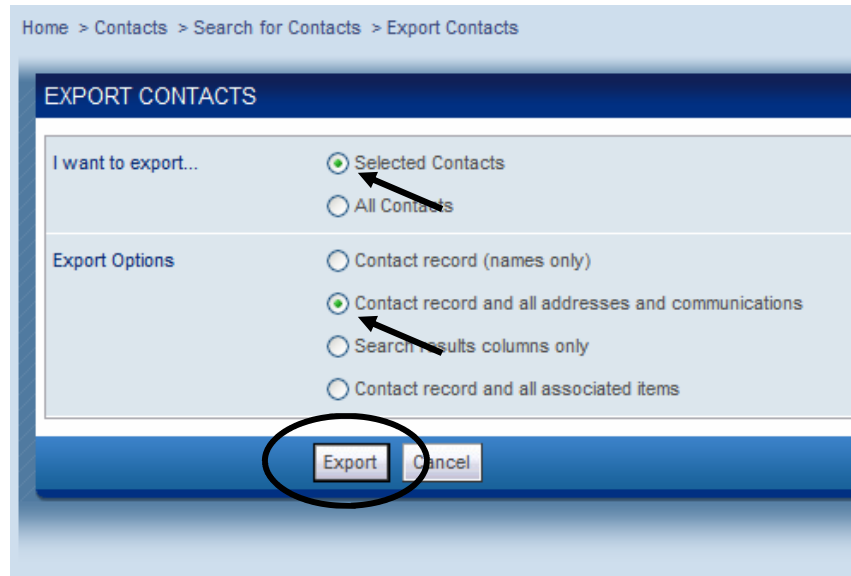 Home > Contacts > Search for Contacts > Export Contacts
EXPORT CONTACTS
I want to export... Selected Contacts
All Contacts
Export Options Contact record (names only)
Contact record and all addresses and communications
Search results columns only
Contact record and all associated items
Export Cancel